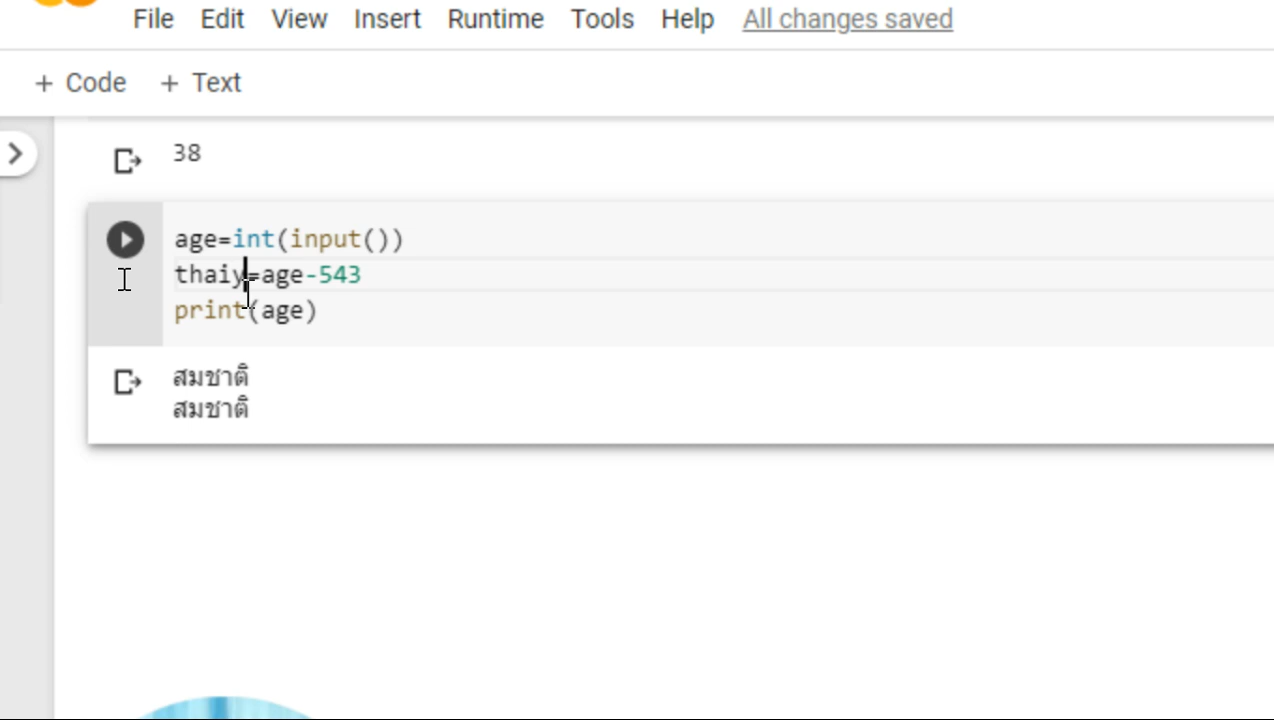 File Edit View Insert Runtime Tools Help All changes saved
+ Code + Text
38
age=int(input())
thaiy=age-543
print(age)
สมชาติ
สมชาติ